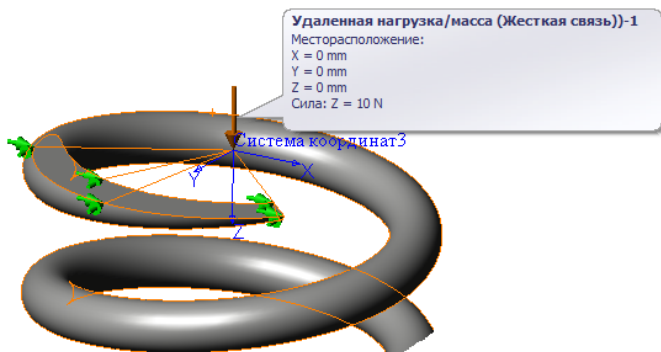 Удаленная нагрузка/масса (Жесткая связь))-1
Месторасположение:
X = 0 mm
Y = 0 mm
Z = 0 mm
Сила: Z = 10 N
Система координат3
Y
X
Z